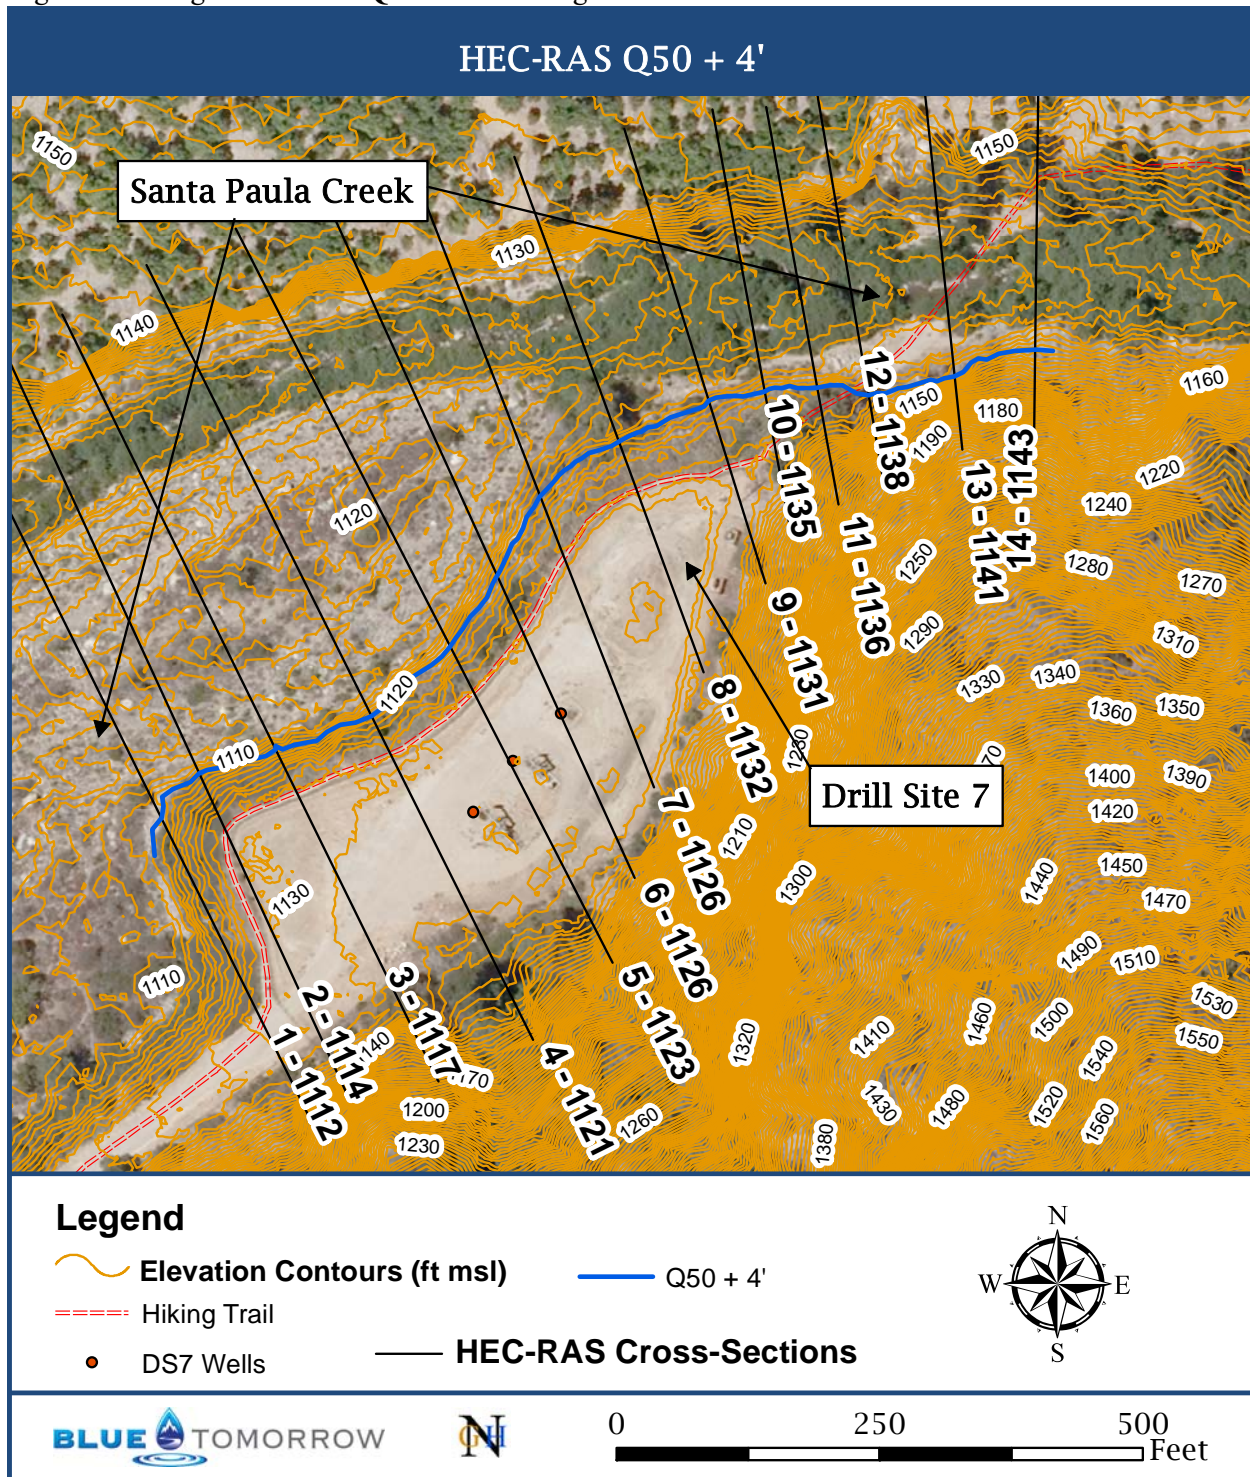 HEC-RAS Q50 + 4'
1150
1150
Santa Paula Creek
1130
1140
1160
12 - 1138
1150
1180
10 - 1135
1190
14 - 1143
13 - 1141
1220
1240
1120
11 - 1136
1250
1280
1270
9 - 1131
1290
1310
1120
8 - 1132
1330
1340
1360
1350
1110
1230
70
1400
1390
Drill Site 7
7 - 1126
1210
1420
1130
6 - 1126
1300
1440
1450
1470
1110
3 - 1117
5 - 1123
1490
1510
2 - 1114
1460
1500
1530
1 - 1112
1140
4 - 1121
1320
1410
1550
1540
70
1200
1260
1430
1480
1520
1560
1230
1380
Legend
Elevation Contours (ft msl)
Q50 + 4'
Hiking Trail
DS7 Wells
HEC-RAS Cross-Sections
N
W E
S
BLUE TOMORROW
GNH
0 250 500
Feet